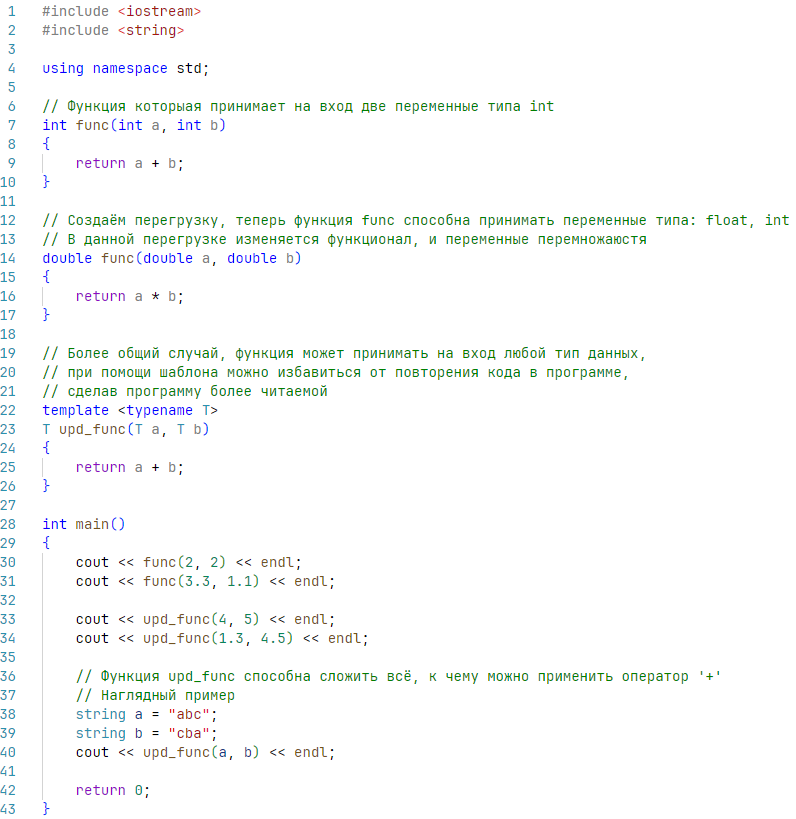 1 #include <iostream>
2 #include <string>
3
4 using namespace std;
5
6 // Функция которыая принимает на вход две переменные типа int
7 int func(int a, int b)
8 {
9     return a + b;
10 }
11
12 // Создаём перегрузку, теперь функция func способна принимать переменные типа: float, int
13 // В данной перегрузке изменяется функционал, и переменные перемножаюстя
14 double func(double a, double b)
15 {
16     return a * b;
17 }
18
19 // Более общий случай, функция может принимать на вход любой тип данных,
20 // при помощи шаблона можно избавиться от повторения кода в программе,
21 // сделав программу более читаемой
22 template <typename T>
23 T upd_func(T a, T b)
24 {
25     return a + b;
26 }
27
28 int main()
29 {
30     cout << func(2, 2) << endl;
31     cout << func(3.3, 1.1) << endl;
32
33     cout << upd_func(4, 5) << endl;
34     cout << upd_func(1.3, 4.5) << endl;
35
36     // Функция upd_func способна сложить всё, к чему можно применить оператор '+'
37     // Наглядный пример
38     string a = "abc";
39     string b = "cba";
40     cout << upd_func(a, b) << endl;
41
42     return 0;
43 }